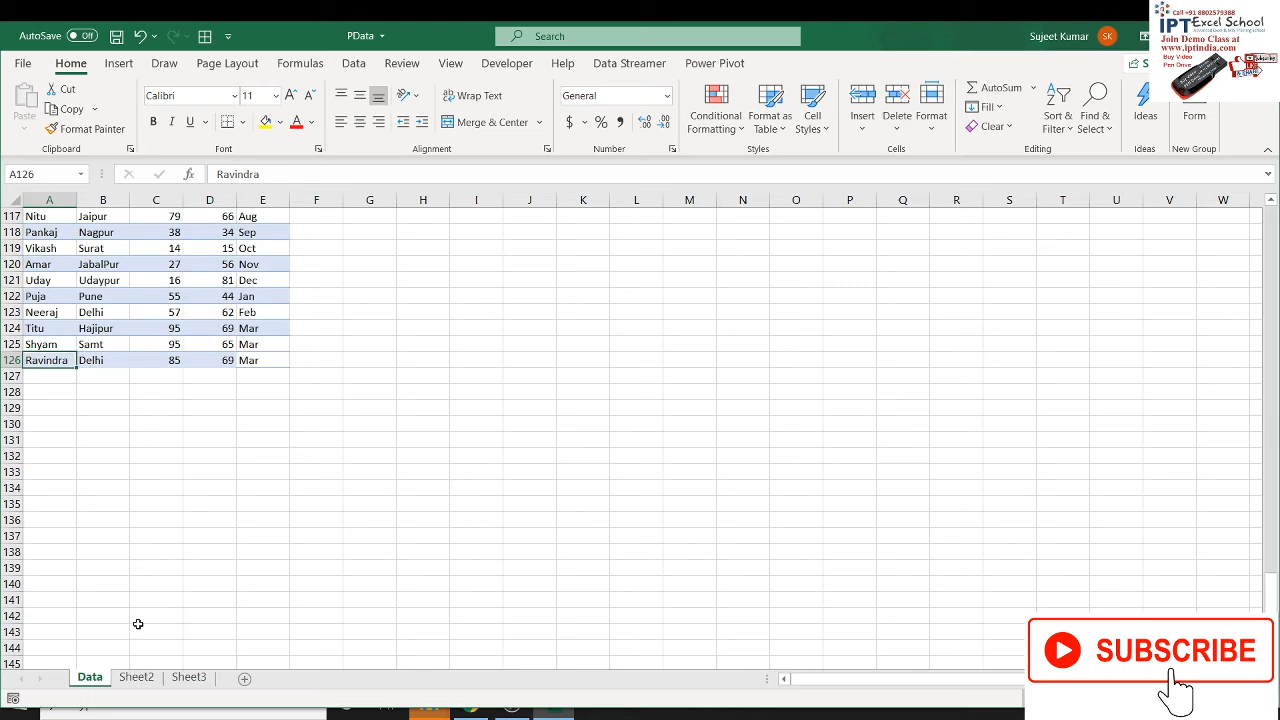 AutoSave Off PData Search Sujeet Kumar SK
Call +91 8802579388
IPT Excel School
Advanced Excel & VBA Training School
Join Demo Class at
www.iptindia.com
Buy Video
Pen Drive
File Home Insert Draw Page Layout Formulas Data Review View Developer Help Data Streamer Power Pivot
Paste Cut Copy Format Painter
Calibri 11 B I U A A
Wrap Text Merge & Center
General $ %
Conditional Formatting Format as Table Cell Styles
Insert Delete Format
AutoSum Fill Clear
Sort & Filter Find & Select
Ideas Form
Clipboard Font Alignment Number Styles Cells Editing Ideas New Group
A126 fx Ravindra
A B C D E F G H I J K L M N O P Q R S T U V W
117 Nitu Jaipur 79 66 Aug
118 Pankaj Nagpur 38 34 Sep
119 Vikash Surat 14 15 Oct
120 Amar JabalPur 27 56 Nov
121 Uday Udaypur 16 81 Dec
122 Puja Pune 55 44 Jan
123 Neeraj Delhi 57 62 Feb
124 Titu Hajipur 95 69 Mar
125 Shyam Samt 95 65 Mar
126 Ravindra Delhi 85 69 Mar
127
128
129
130
131
132
133
134
135
136
137
138
139
140
141
142
143
144
145
SUBSCRIBE
Data Sheet2 Sheet3